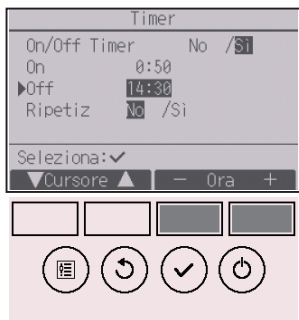 Timer
On/Off Timer No /Sì
On 0:50
▶Off 14:30
Ripetiz No /Sì
Seleziona:✓
▼Cursore▲ − Ora +